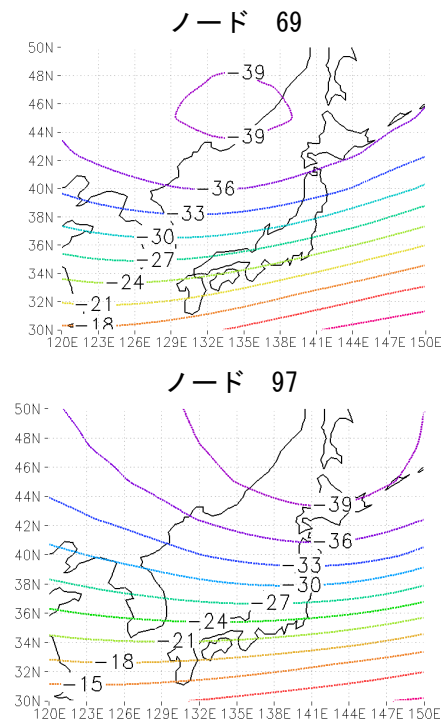 ノード 69
50N
-39
48N
46N
44N
-39
42N
40N
-36
38N
-33
36N
-30
34N
-27
-24
32N
-21
30N
-18
120E 123E 126E 129E 132E 135E 138E 141E 144E 147E 150E
ノード 97
50N
48N
46N
44N
-39
42N
-36
40N
-33
38N
-30
-27
36N
-24
34N
-21
-18
32N
-15
30N
120E 123E 126E 129E 132E 135E 138E 141E 144E 147E 150E